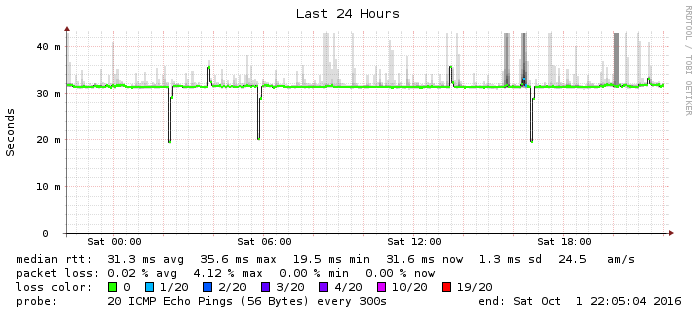 Last 24 Hours
RRDTOOL / TOBI OETIKER
Seconds
40 m
30 m
20 m
10 m
0
Sat 00:00 Sat 06:00 Sat 12:00 Sat 18:00
median rtt: 31.3 ms avg 35.6 ms max 19.5 ms min 31.6 ms now 1.3 ms sd 24.5 am/s
packet loss: 0.02 % avg 4.12 % max 0.00 % min 0.00 % now
loss color: 0 1/20 2/20 3/20 4/20 10/20 19/20
probe: 20 ICMP Echo Pings (56 Bytes) every 300s end: Sat Oct 1 22:05:04 2016